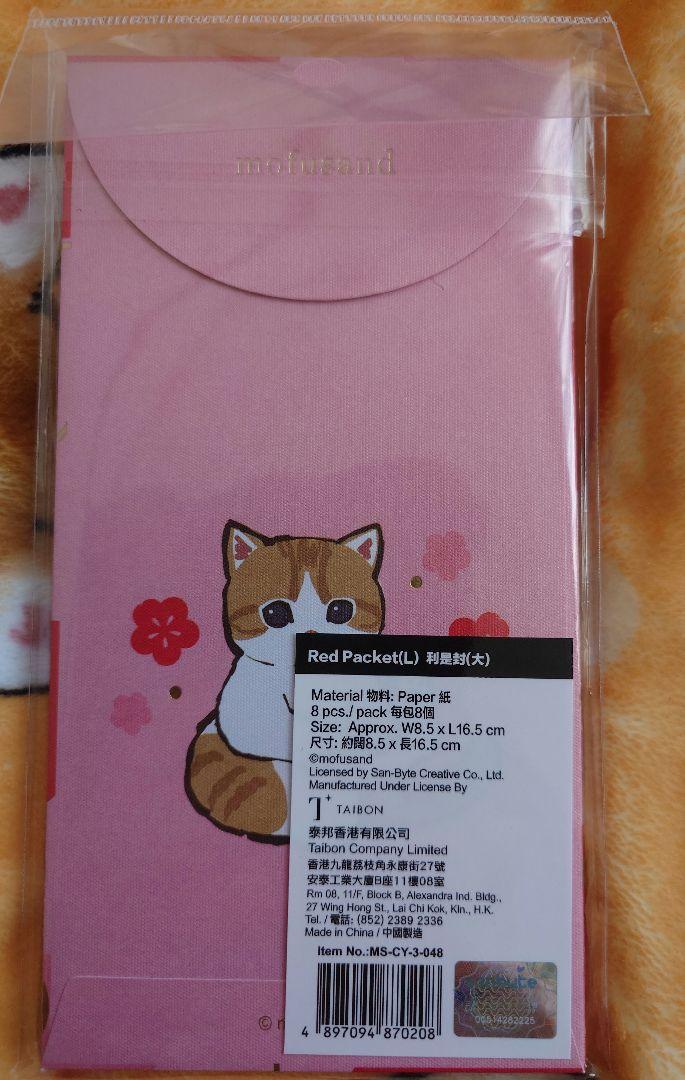 mofusand
Red Packet(L) 利是封(大)
Material 物料: Paper 紙
8 pcs./ pack 每包8個
Size: Approx. W8.5 x L16.5 cm
尺寸: 約闊8.5 x 長16.5 cm
©mofusand
Licensed by San-Byte Creative Co., Ltd.
Manufactured Under License By
TAIBON
泰邦香港有限公司
Taibon Company Limited
香港九龍荔枝角永康街27號
安泰工業大廈B座11樓08室
Rm 08, 11/F, Block B, Alexandra Ind. Bldg.,
27 Wing Hong St., Lai Chi Kok, Kln., H.K.
Tel. / 電話: (852) 2389 2336
Made in China / 中國製造
Item No.:MS-CY-3-048
4 897094 870208
00514282225